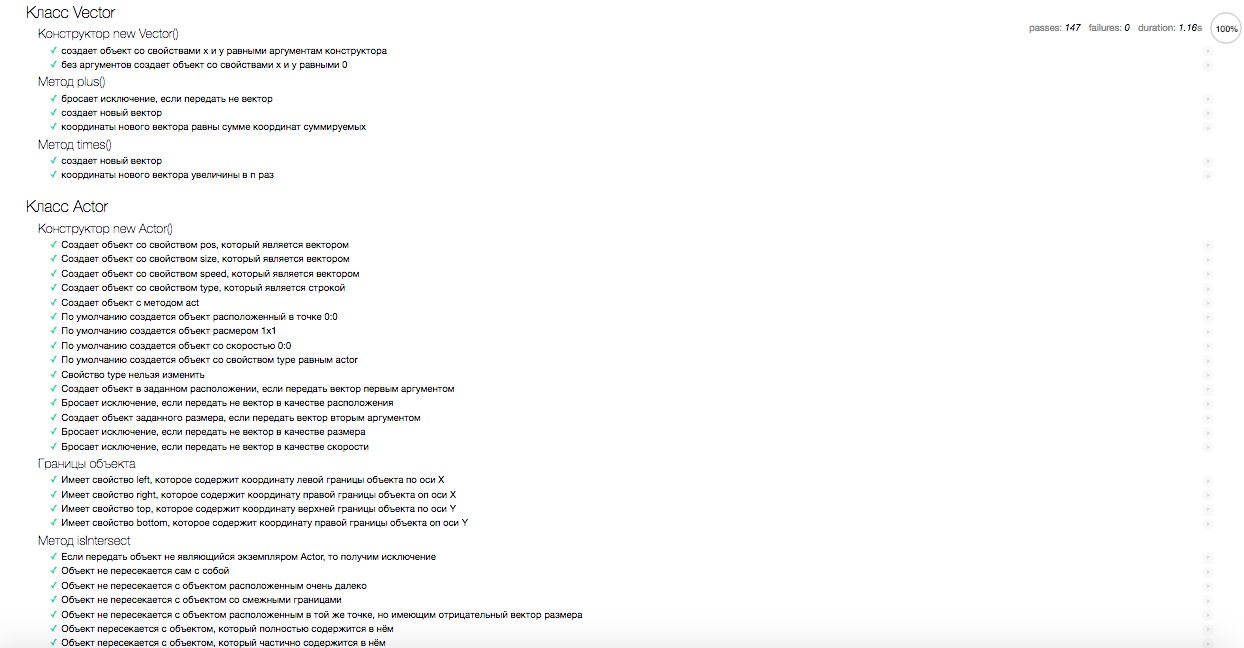 Класс Vector
passes: 147 failures: 0 duration: 1.16s 100%
Конструктор new Vector()
✓ создает объект со свойствами x и y равными аргументам конструктора
✓ без аргументов создает объект со свойствами x и y равными 0
Метод plus()
✓ бросает исключение, если передать не вектор
✓ создает новый вектор
✓ координаты нового вектора равны сумме координат суммируемых
Метод times()
✓ создает новый вектор
✓ координаты нового вектора увеличины в n раз
Класс Actor
Конструктор new Actor()
✓ Создает объект со свойством pos, который является вектором
✓ Создает объект со свойством size, который является вектором
✓ Создает объект со свойством speed, который является вектором
✓ Создает объект со свойством type, который является строкой
✓ Создает объект с методом act
✓ По умолчанию создается объект расположенный в точке 0:0
✓ По умолчанию создается объект размером 1x1
✓ По умолчанию создается объект со скоростью 0:0
✓ По умолчанию создается объект со свойством type равным actor
✓ Свойство type нельзя изменить
✓ Создает объект в заданном расположении, если передать вектор первым аргументом
✓ Бросает исключение, если передать не вектор в качестве расположения
✓ Создает объект заданного размера, если передать вектор вторым аргументом
✓ Бросает исключение, если передать не вектор в качестве размера
✓ Бросает исключение, если передать не вектор в качестве скорости
Границы объекта
✓ Имеет свойство left, которое содержит координату левой границы объекта по оси X
✓ Имеет свойство right, которое содержит координату правой границы объекта оп оси X
✓ Имеет свойство top, которое содержит координату верхней границы объекта по оси Y
✓ Имеет свойство bottom, которое содержит координату правой границы объекта оп оси Y
Метод isIntersect
✓ Если передать объект не являющийся экземпляром Actor, то получим исключение
✓ Объект не пересекается сам с собой
✓ Объект не пересекается с объектом расположенным очень далеко
✓ Объект не пересекается с объектом со смежными границами
✓ Объект не пересекается с объектом расположенным в той же точке, но имеющим отрицательный вектор размера
✓ Объект пересекается с объектом, который полностью содержится в нём
✓ Объект пересекается с объектом, который частично содержится в нём